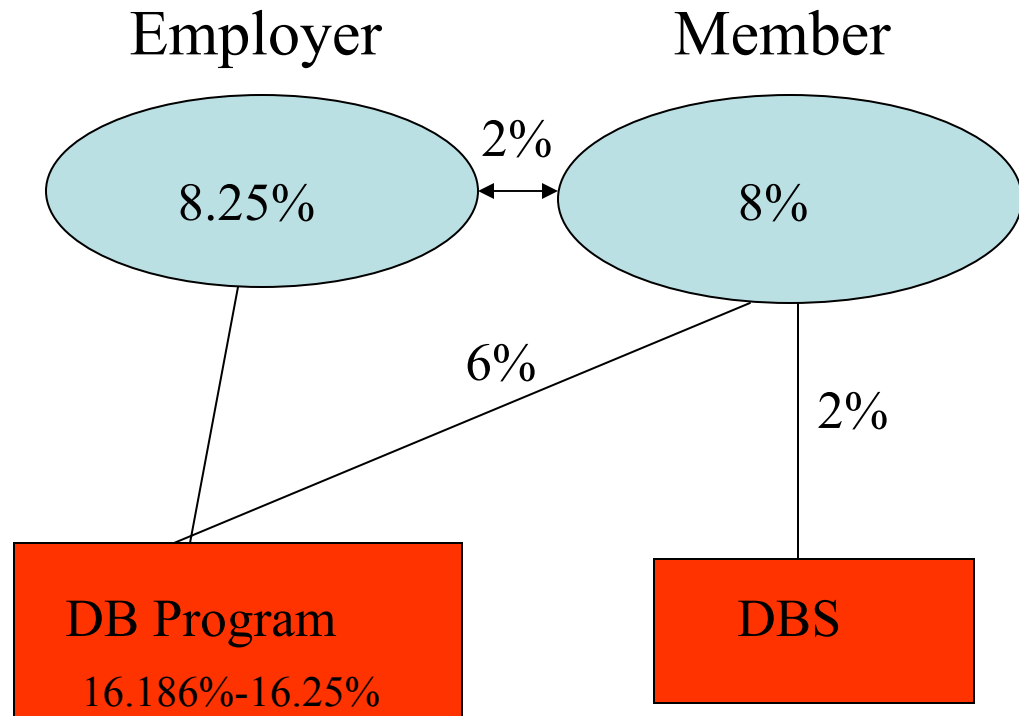 Employer
Member
2%
8.25%
8%
6%
2%
DB Program
16.186%-16.25%
DBS